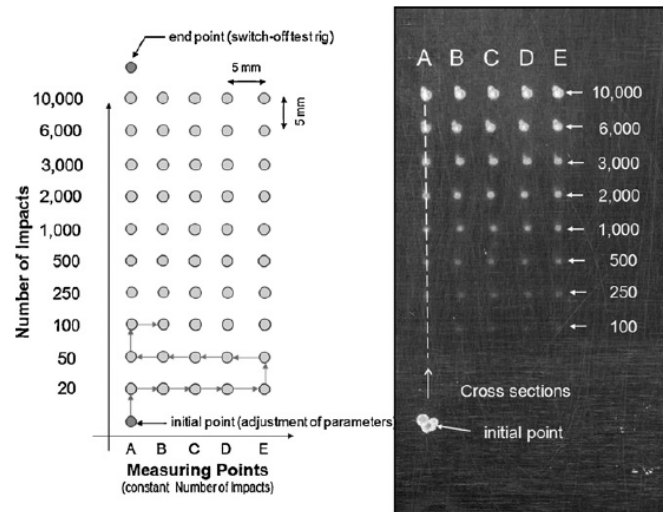 end point (switch-off test rig)
5 mm
5 mm
10,000
6,000
3,000
2,000
1,000
500
250
100
50
20
Number of Impacts
initial point (adjustment of parameters)
A B C D E
Measuring Points
(constant Number of Impacts)
A B C D E
10,000
6,000
3,000
2,000
1,000
500
250
100
Cross sections
initial point